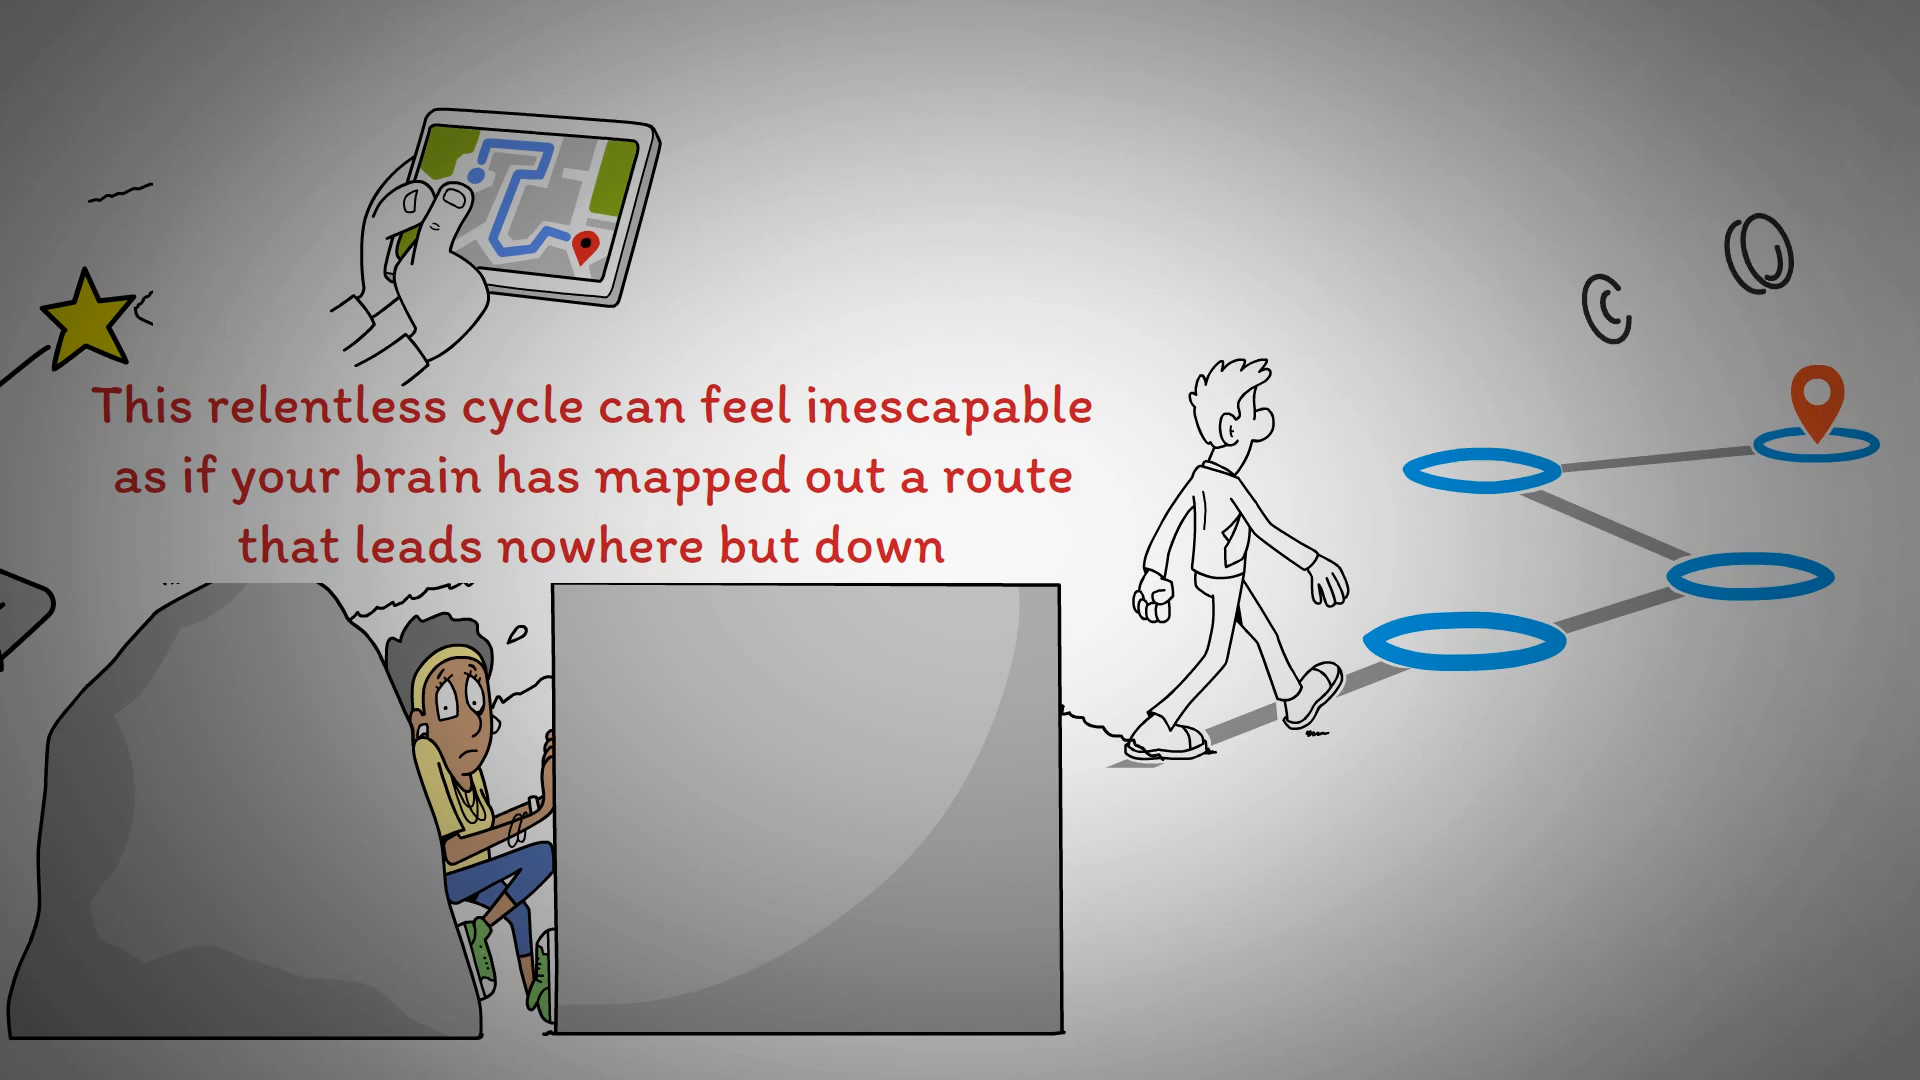 This relentless cycle can feel inescapable
as if your brain has mapped out a route
that leads nowhere but down